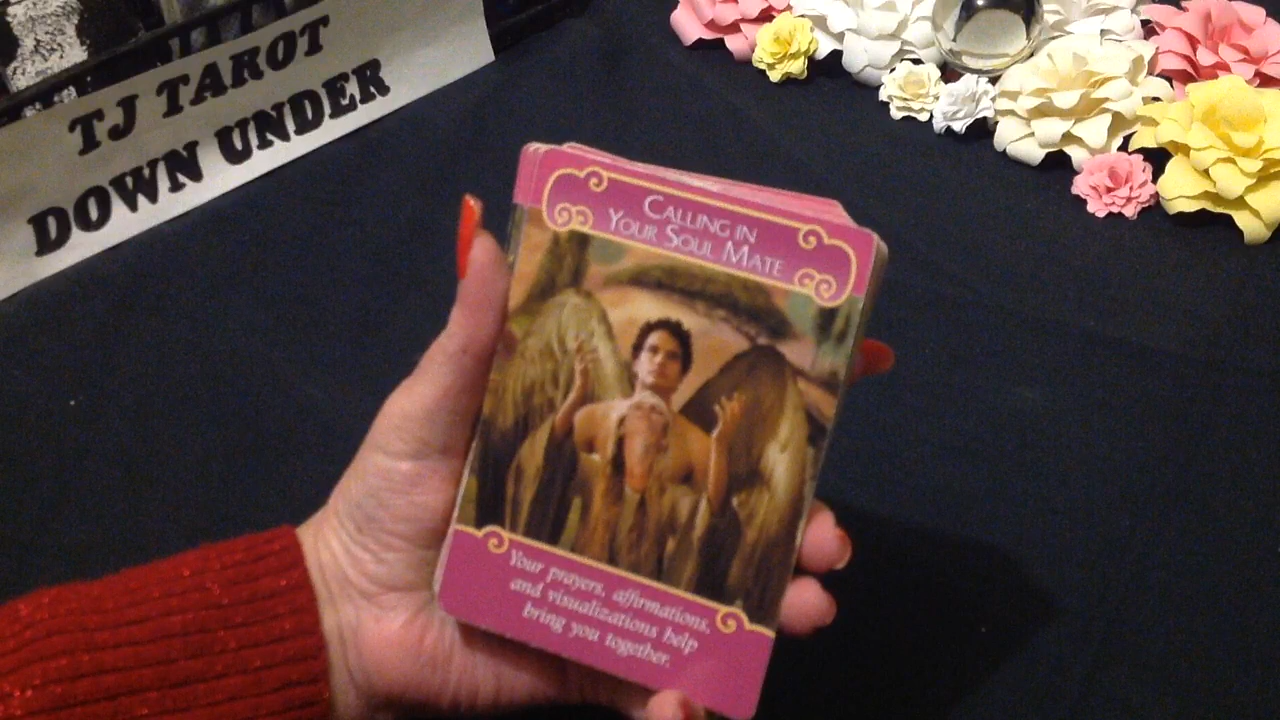 TJ TAROT
DOWN UNDER
CALLING IN
YOUR SOUL MATE
Your prayers, affirmations,
and visualizations help
bring you together.